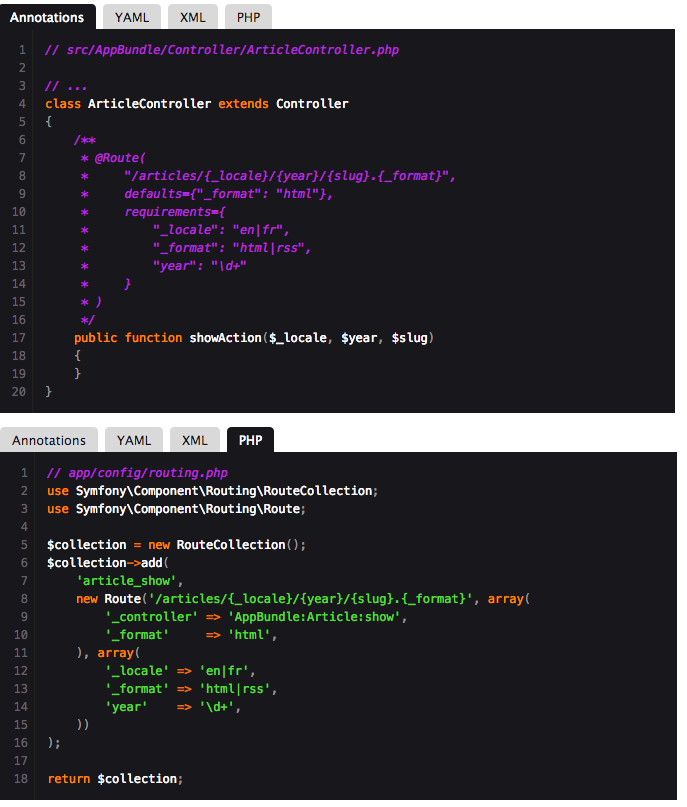 Annotations YAML XML PHP
1 // src/AppBundle/Controller/ArticleController.php
2
3 // ...
4 class ArticleController extends Controller
5 {
6     /**
7      * @Route(
8      *     "/articles/{_locale}/{year}/{slug}.{_format}",
9      *     defaults={"_format": "html"},
10      *     requirements={
11      *         "_locale": "en|fr",
12      *         "_format": "html|rss",
13      *         "year": "\d+"
14      *     }
15      * )
16      */
17     public function showAction($_locale, $year, $slug)
18     {
19     }
20 }
Annotations YAML XML PHP
1 // app/config/routing.php
2 use Symfony\Component\Routing\RouteCollection;
3 use Symfony\Component\Routing\Route;
4
5 $collection = new RouteCollection();
6 $collection->add(
7     'article_show',
8     new Route('/articles/{_locale}/{year}/{slug}.{_format}', array(
9         '_controller' => 'AppBundle:Article:show',
10         '_format'     => 'html',
11     ), array(
12         '_locale' => 'en|fr',
13         '_format' => 'html|rss',
14         'year'    => '\d+',
15     ))
16 );
17
18 return $collection;